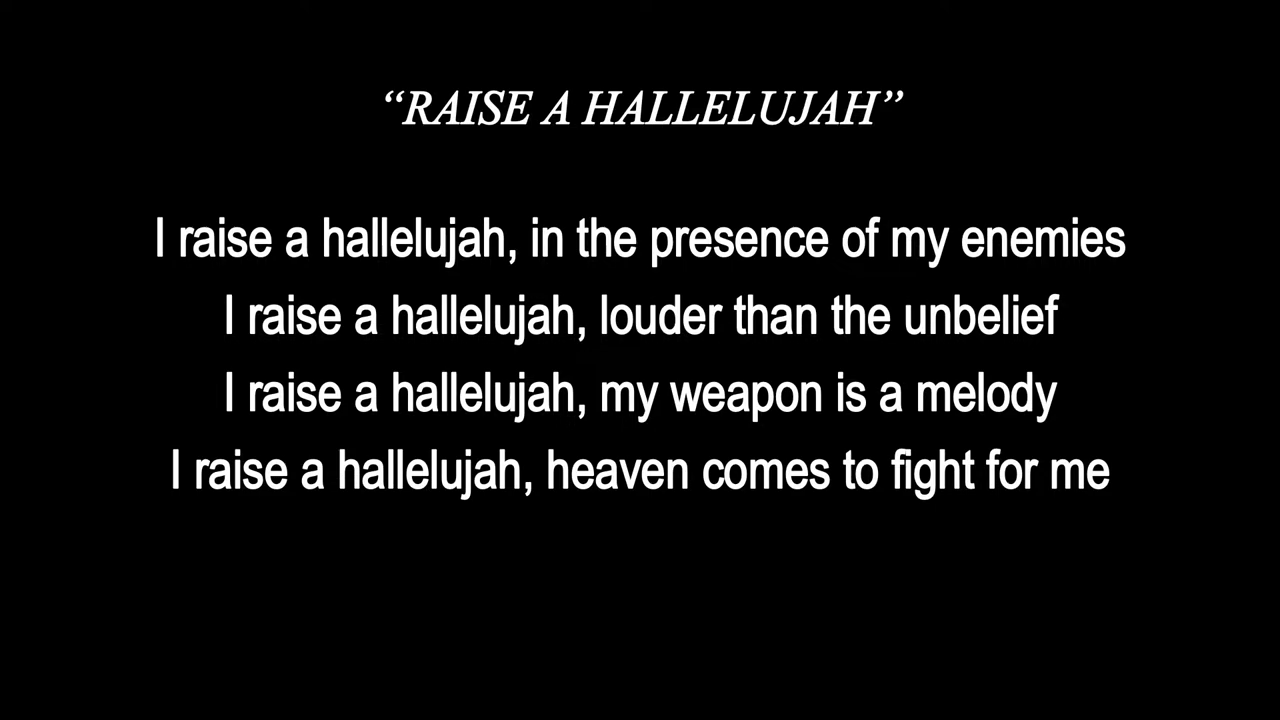 “RAISE A HALLELUJAH”
I raise a hallelujah, in the presence of my enemies
I raise a hallelujah, louder than the unbelief
I raise a hallelujah, my weapon is a melody
I raise a hallelujah, heaven comes to fight for me